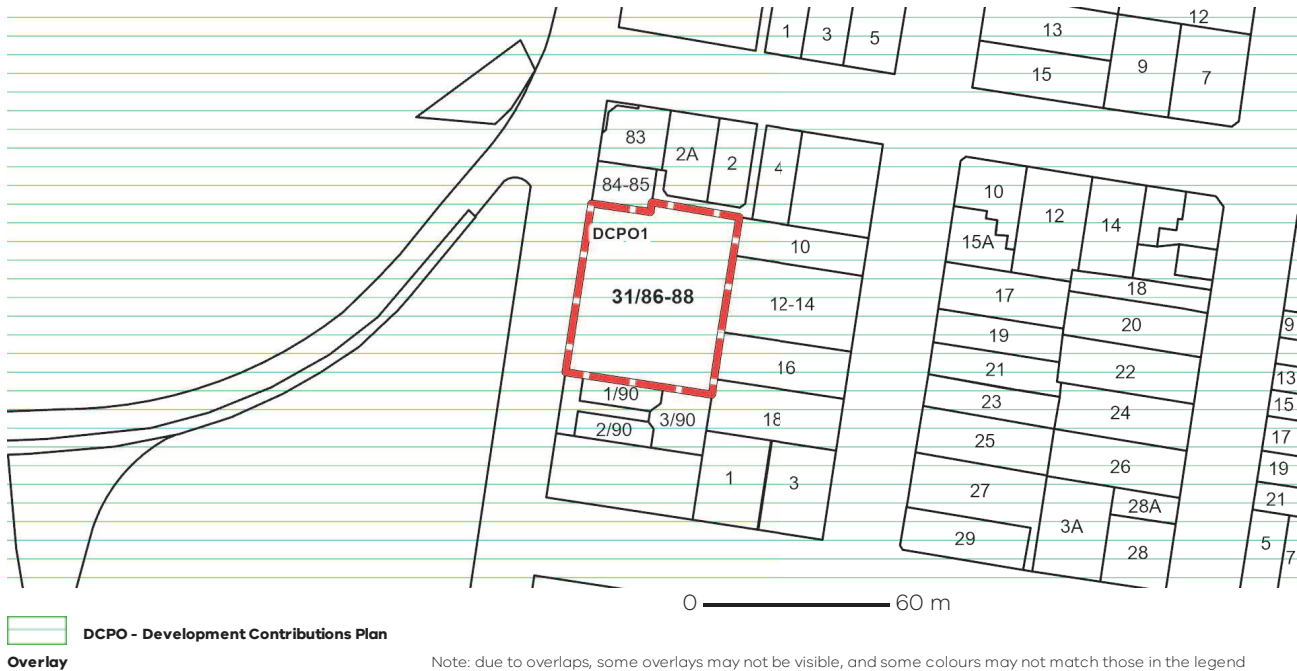 1 3 5 13 12
15 9 7
83 2A 2 4
84-85
10 12 14
15A
DCPO1
10
31/86-88
12-14
17 18
19 20
16
21 22
1/90
23 24
2/90 3/90 18
25 26
1 3
27 28A
29 3A 28
9
13
15
17
19
21
5 7
0 60 m
DCPO - Development Contributions Plan
Overlay
Note: due to overlaps, some overlays may not be visible, and some colours may not match those in the legend